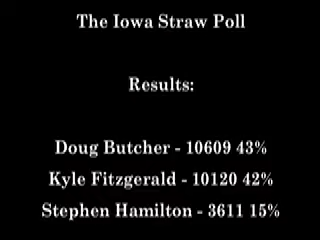 The Iowa Straw Poll
Results:
Doug Butcher - 10609 43%
Kyle Fitzgerald - 10120 42%
Stephen Hamilton - 3611 15%